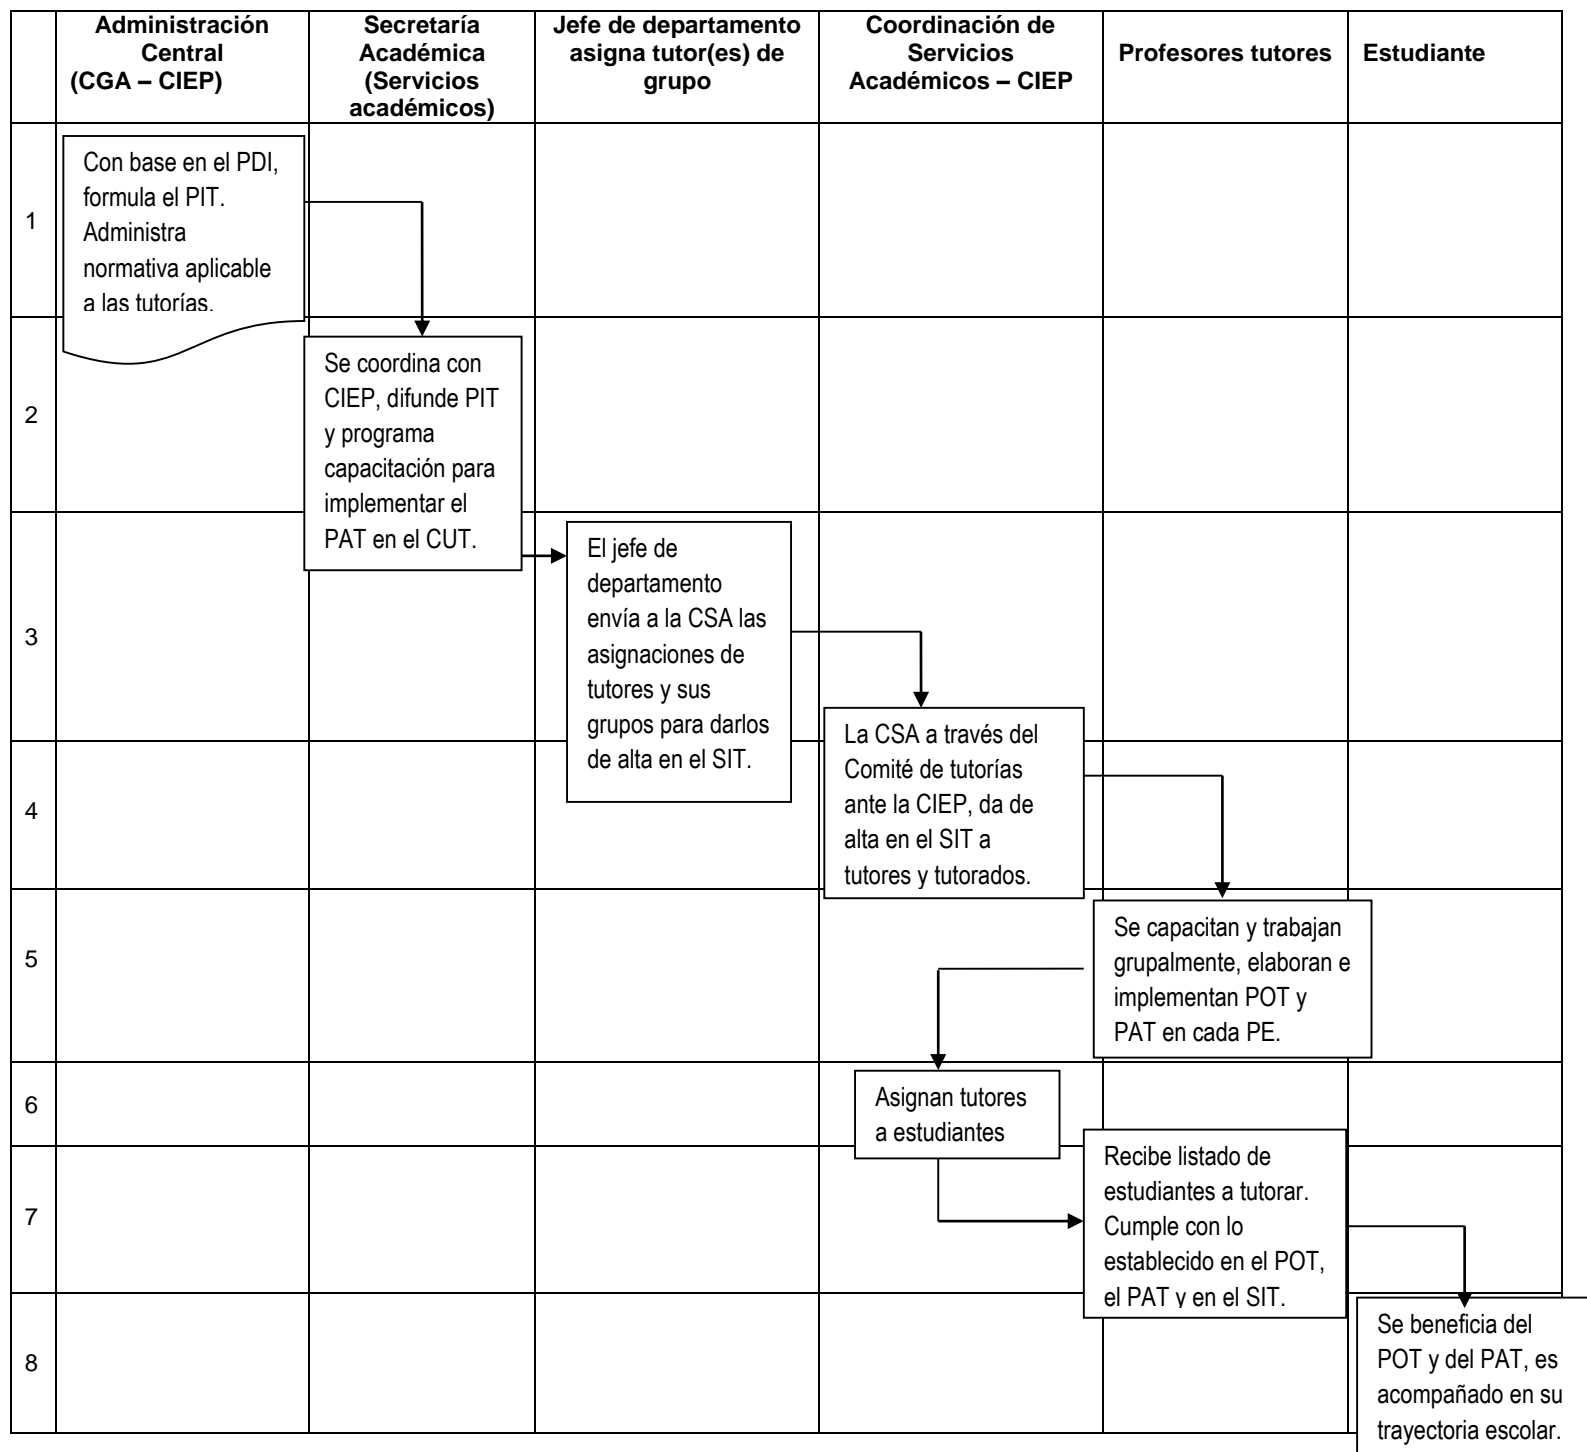 Administración
Central
(CGA – CIEP)
Secretaría
Académica
(Servicios
académicos)
Jefe de departamento
asigna tutor(es) de
grupo
Coordinación de
Servicios
Académicos – CIEP
Profesores tutores
Estudiante
1
Con base en el PDI,
formula el PIT.
Administra
normativa aplicable
a las tutorías.
2
Se coordina con
CIEP, difunde PIT
y programa
capacitación para
implementar el
PAT en el CUT.
3
El jefe de
departamento
envía a la CSA las
asignaciones de
tutores y sus
grupos para darlos
de alta en el SIT.
4
La CSA a través del
Comité de tutorías
ante la CIEP, da de
alta en el SIT a
tutores y tutorados.
5
Se capacitan y trabajan
grupalmente, elaboran e
implementan POT y
PAT en cada PE.
6
Asignan tutores
a estudiantes
7
Recibe listado de
estudiantes a tutorar.
Cumple con lo
establecido en el POT,
el PAT y en el SIT.
8
Se beneficia del
POT y del PAT, es
acompañado en su
trayectoria escolar.